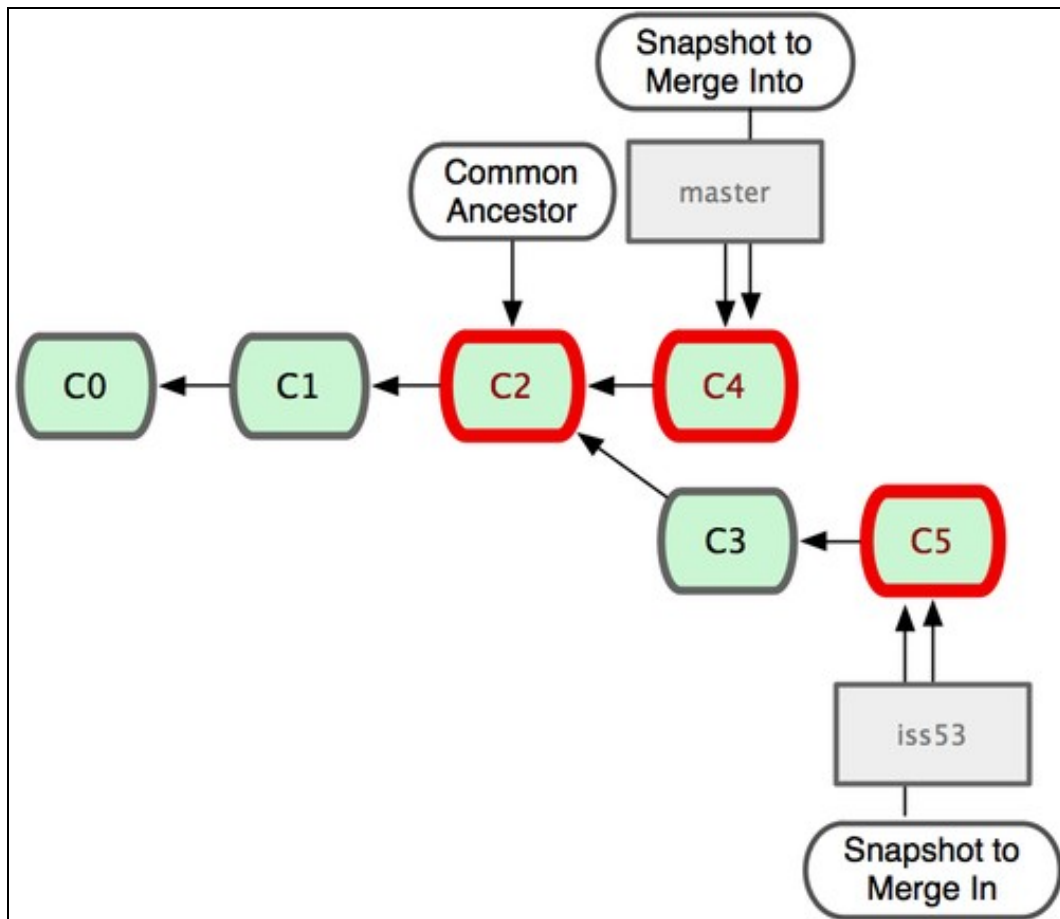 Snapshot to
Merge Into
Common
Ancestor
master
C0
C1
C2
C4
C3
C5
iss53
Snapshot to
Merge In